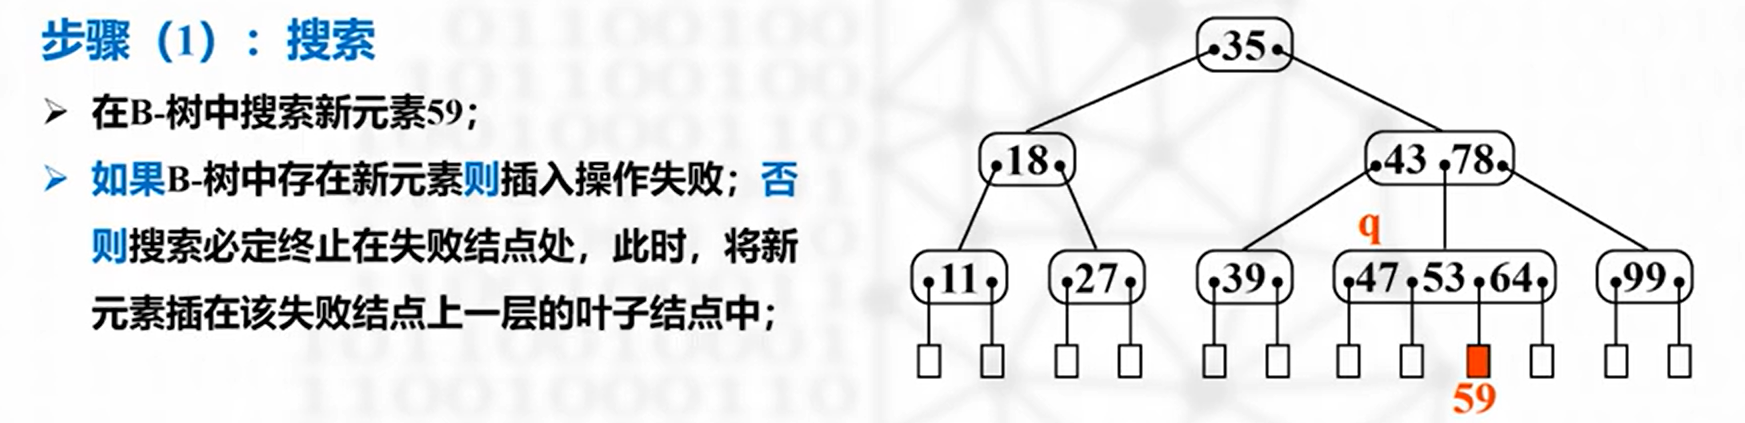 步骤（1）：搜索
➢ 在B-树中搜索新元素59；
➢ 如果B-树中存在新元素则插入操作失败；否
则搜索必定终止在失败结点处，此时，将新
元素插在该失败结点上一层的叶子结点中；
35
18
43 78
q
11
27
39
47 53 64
99
59